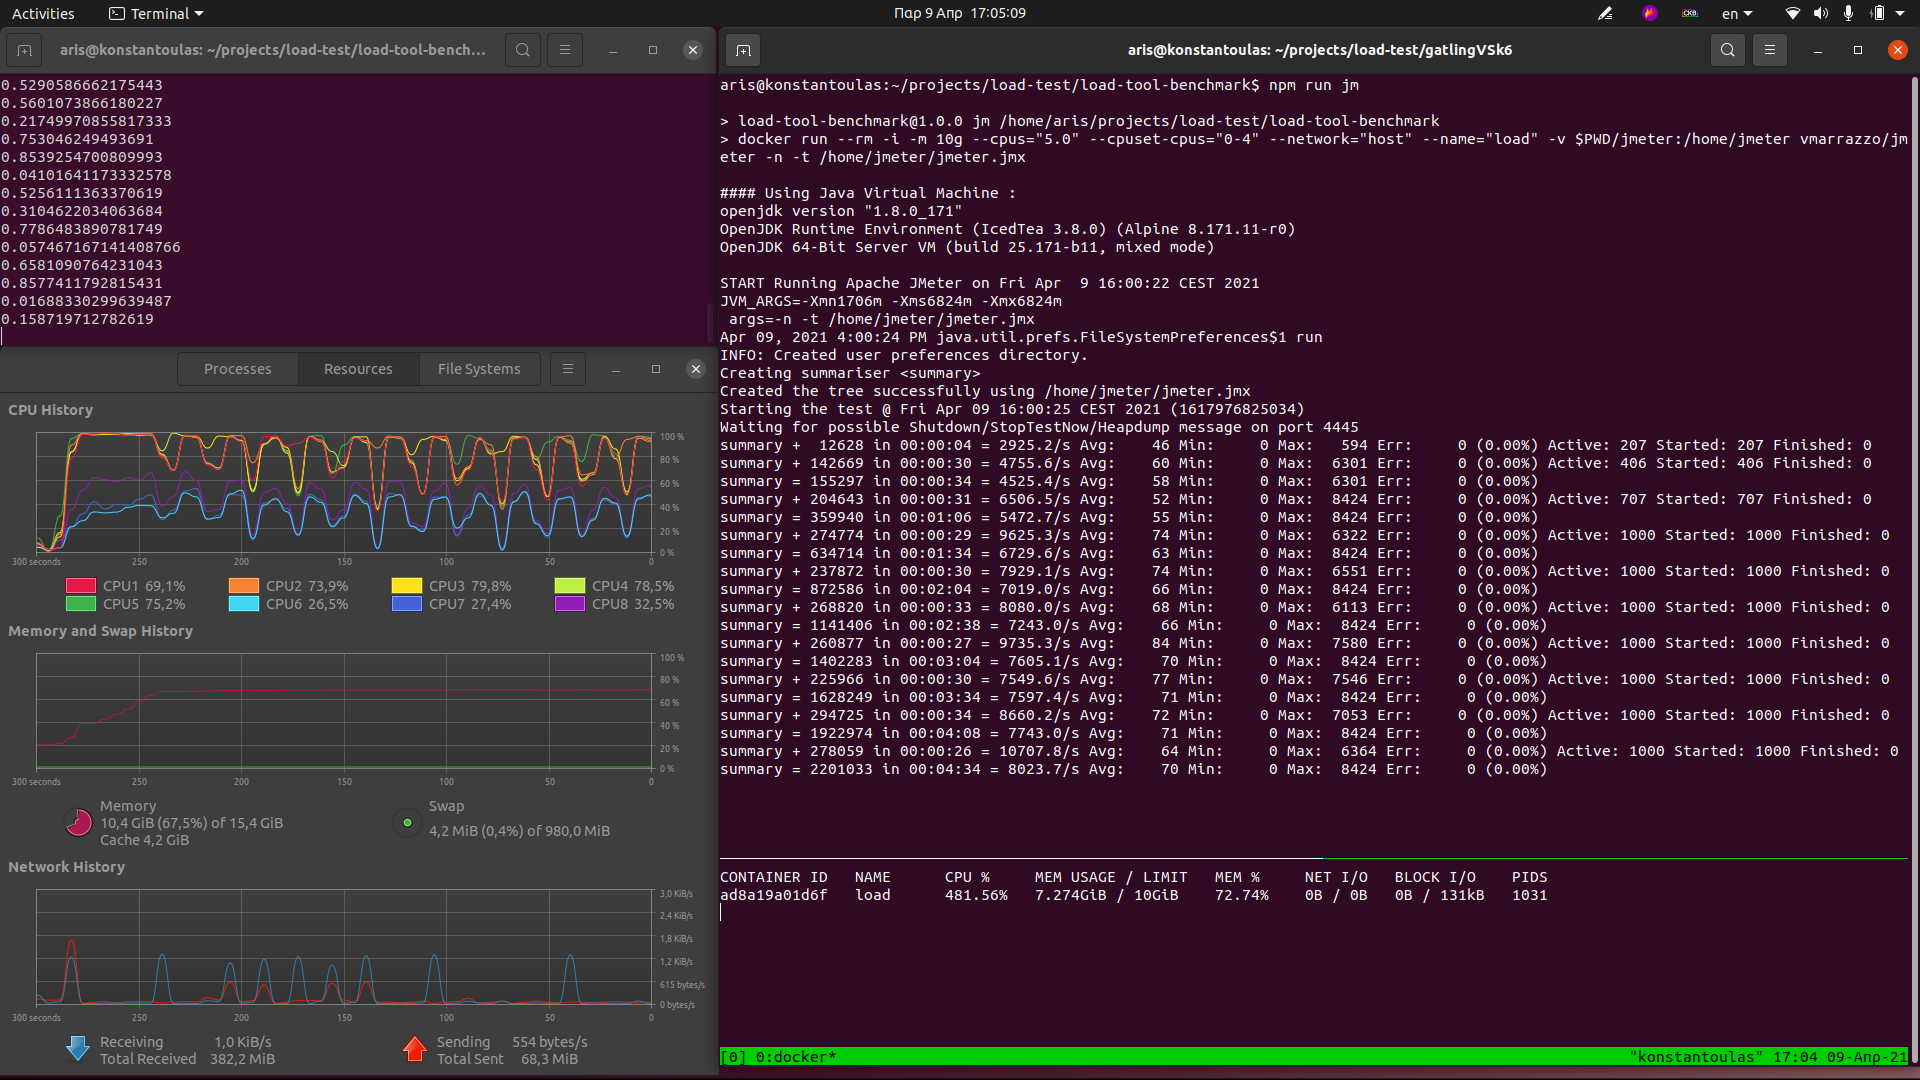 Activities
Terminal
Παρ 9 Απρ 17:05:09
en
aris@konstantoulas: ~/projects/load-test/load-tool-bench...
0.5290586662175443
0.5601073866180227
0.21749970855817333
0.753046249493691
0.8539254700809993
0.04101641173332578
0.5256111363370619
0.3104622034063684
0.7786483890781749
0.057467167141408766
0.6581090764231043
0.8577411792815431
0.01688330299639487
0.158719712782619
Processes
Resources
File Systems
CPU History
100 %
80 %
60 %
40 %
20 %
0 %
300 seconds 250 200 150 100 50 0
CPU1 69,1% CPU2 73,9% CPU3 79,8% CPU4 78,5%
CPU5 75,2% CPU6 26,5% CPU7 27,4% CPU8 32,5%
Memory and Swap History
100 %
80 %
60 %
40 %
20 %
0 %
300 seconds 250 200 150 100 50 0
Memory
10,4 GiB (67,5%) of 15,4 GiB
Cache 4,2 GiB
Swap
4,2 MiB (0,4%) of 980,0 MiB
Network History
3,0 KiB/s
2,4 KiB/s
1,8 KiB/s
1,2 KiB/s
615 bytes/s
0 bytes/s
300 seconds 250 200 150 100 50 0
Receiving 1,0 KiB/s
Total Received 382,2 MiB
Sending 554 bytes/s
Total Sent 68,3 MiB
aris@konstantoulas: ~/projects/load-test/gatlingVSk6
aris@konstantoulas:~/projects/load-test/load-tool-benchmark$ npm run jm
> load-tool-benchmark@1.0.0 jm /home/aris/projects/load-test/load-tool-benchmark
> docker run --rm -i -m 10g --cpus="5.0" --cpuset-cpus="0-4" --network="host" --name="load" -v $PWD/jmeter:/home/jmeter vmarrazzo/jm
eter -n -t /home/jmeter/jmeter.jmx
#### Using Java Virtual Machine :
openjdk version "1.8.0_171"
OpenJDK Runtime Environment (IcedTea 3.8.0) (Alpine 8.171.11-r0)
OpenJDK 64-Bit Server VM (build 25.171-b11, mixed mode)
START Running Apache JMeter on Fri Apr  9 16:00:22 CEST 2021
JVM_ARGS=-Xmn1706m -Xms6824m -Xmx6824m
 args=-n -t /home/jmeter/jmeter.jmx
Apr 09, 2021 4:00:24 PM java.util.prefs.FileSystemPreferences$1 run
INFO: Created user preferences directory.
Creating summariser <summary>
Created the tree successfully using /home/jmeter/jmeter.jmx
Starting the test @ Fri Apr 09 16:00:25 CEST 2021 (1617976825034)
Waiting for possible Shutdown/StopTestNow/Heapdump message on port 4445
summary +  12628 in 00:00:04 = 2925.2/s Avg:    46 Min:     0 Max:   594 Err:     0 (0.00%) Active: 207 Started: 207 Finished: 0
summary + 142669 in 00:00:30 = 4755.6/s Avg:    60 Min:     0 Max:  6301 Err:     0 (0.00%) Active: 406 Started: 406 Finished: 0
summary = 155297 in 00:00:34 = 4525.4/s Avg:    58 Min:     0 Max:  6301 Err:     0 (0.00%)
summary + 204643 in 00:00:31 = 6506.5/s Avg:    52 Min:     0 Max:  8424 Err:     0 (0.00%) Active: 707 Started: 707 Finished: 0
summary = 359940 in 00:01:06 = 5472.7/s Avg:    55 Min:     0 Max:  8424 Err:     0 (0.00%)
summary + 274774 in 00:00:29 = 9625.3/s Avg:    74 Min:     0 Max:  6322 Err:     0 (0.00%) Active: 1000 Started: 1000 Finished: 0
summary = 634714 in 00:01:34 = 6729.6/s Avg:    63 Min:     0 Max:  8424 Err:     0 (0.00%)
summary + 237872 in 00:00:30 = 7929.1/s Avg:    74 Min:     0 Max:  6551 Err:     0 (0.00%) Active: 1000 Started: 1000 Finished: 0
summary = 872586 in 00:02:04 = 7019.0/s Avg:    66 Min:     0 Max:  8424 Err:     0 (0.00%)
summary + 268820 in 00:00:33 = 8080.0/s Avg:    68 Min:     0 Max:  6113 Err:     0 (0.00%) Active: 1000 Started: 1000 Finished: 0
summary = 1141406 in 00:02:38 = 7243.0/s Avg:    66 Min:     0 Max:  8424 Err:     0 (0.00%)
summary + 260877 in 00:00:27 = 9735.3/s Avg:    84 Min:     0 Max:  7580 Err:     0 (0.00%) Active: 1000 Started: 1000 Finished: 0
summary = 1402283 in 00:03:04 = 7605.1/s Avg:    70 Min:     0 Max:  8424 Err:     0 (0.00%)
summary + 225966 in 00:00:30 = 7549.6/s Avg:    77 Min:     0 Max:  7546 Err:     0 (0.00%) Active: 1000 Started: 1000 Finished: 0
summary = 1628249 in 00:03:34 = 7597.4/s Avg:    71 Min:     0 Max:  8424 Err:     0 (0.00%)
summary + 294725 in 00:00:34 = 8660.2/s Avg:    72 Min:     0 Max:  7053 Err:     0 (0.00%) Active: 1000 Started: 1000 Finished: 0
summary = 1922974 in 00:04:08 = 7743.0/s Avg:    71 Min:     0 Max:  8424 Err:     0 (0.00%)
summary + 278059 in 00:00:26 = 10707.8/s Avg:    64 Min:     0 Max:  6364 Err:     0 (0.00%) Active: 1000 Started: 1000 Finished: 0
summary = 2201033 in 00:04:34 = 8023.7/s Avg:    70 Min:     0 Max:  8424 Err:     0 (0.00%)
CONTAINER ID   NAME      CPU %     MEM USAGE / LIMIT   MEM %     NET I/O   BLOCK I/O   PIDS
ad8a19a01d6f   load      481.56%   7.274GiB / 10GiB    72.74%    0B / 0B   0B / 131kB   1031
[0] 0:docker*
"konstantoulas" 17:04 09-Απρ-21